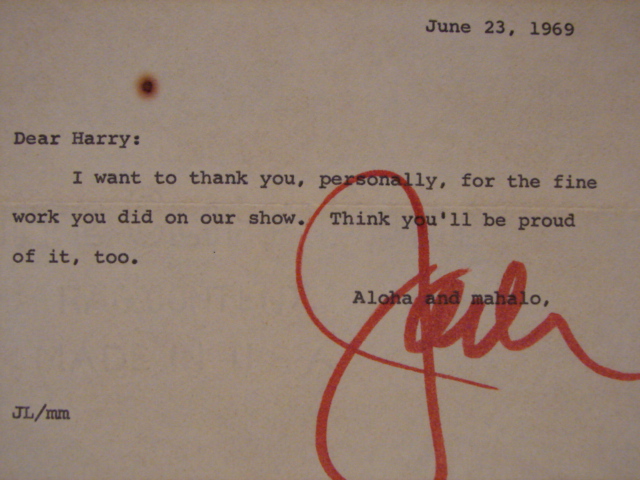 June 23, 1969
Dear Harry:
I want to thank you, personally, for the fine
work you did on our show. Think you'll be proud
of it, too.
Aloha and mahalo,
Jack
JL/mm